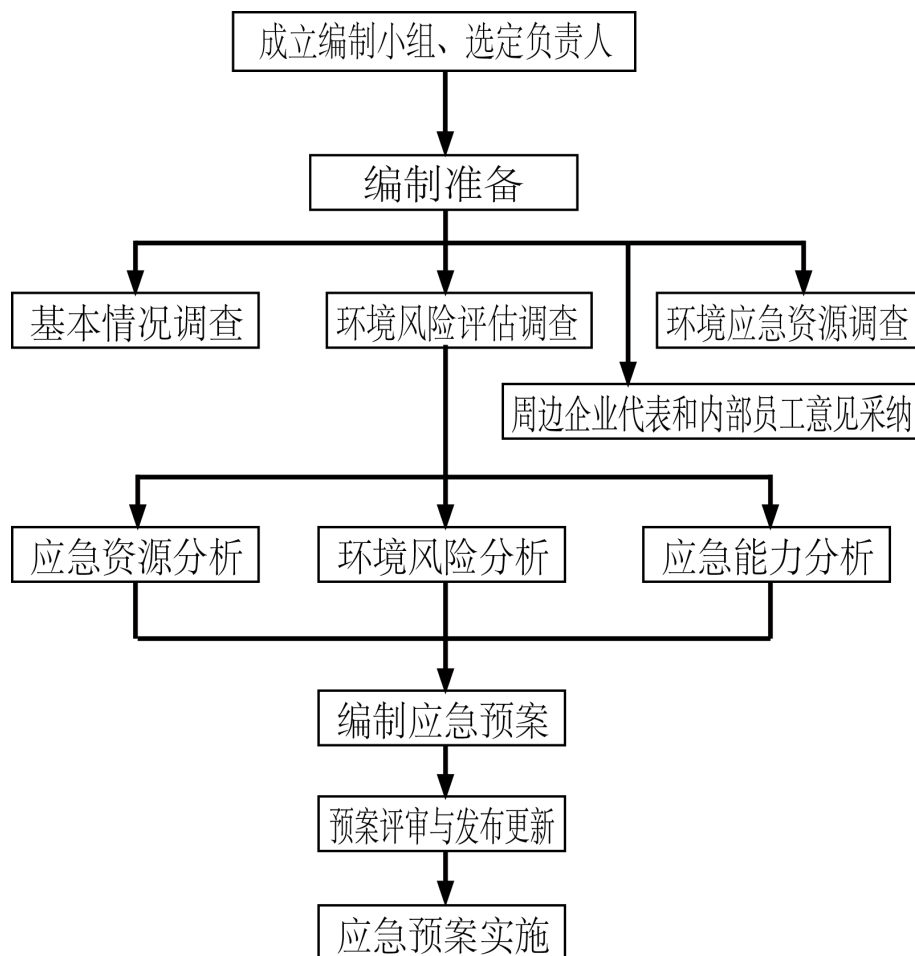 成立编制小组、选定负责人
编制准备
基本情况调查
环境风险评估调查
环境应急资源调查
周边企业代表和内部员工意见采纳
应急资源分析
环境风险分析
应急能力分析
编制应急预案
预案评审与发布更新
应急预案实施